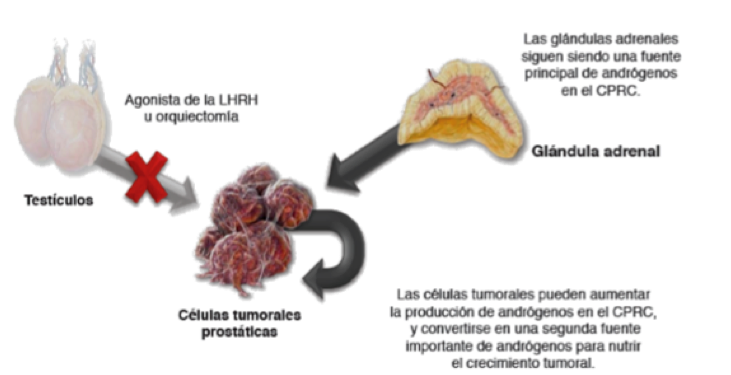 Las glándulas adrenales
siguen siendo una fuente
principal de andrógenos
en el CPRC.
Agonista de la LHRH
u orquiectomía
Glándula adrenal
Testículos
Células tumorales
prostáticas
Las células tumorales pueden aumentar
la producción de andrógenos en el CPRC,
y convertirse en una segunda fuente
importante de andrógenos para nutrir
el crecimiento tumoral.